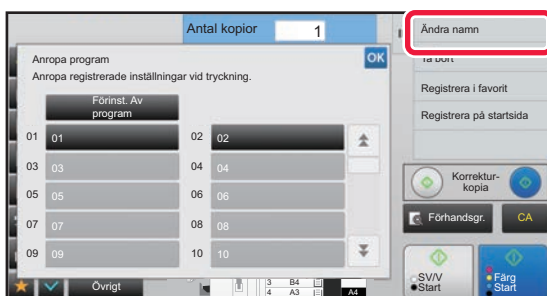 Antal kopior 1
Ändra namn
Ta bort
Registrera i favorit
Registrera på startsida
Anropa program
OK
Anropa registrerade inställningar vid tryckning.
Förinst. Av
program
01 01 02 02
03 03 04 04
05 05 06 06
07 07 08 08
09 09 10 10
Korrektur-
kopia
Förhandsgr. CA
SV/V
Start
Färg
Start
Övrigt
3 B4
4 A3
A4